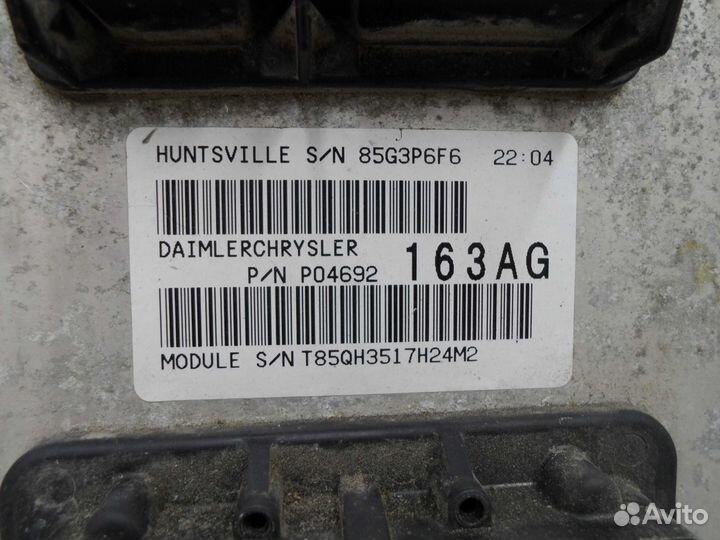 HUNTSVILLE S/N 85G3P6F6 22:04
DAIMLERCHRYSLER
P/N P04692 163AG
MODULE S/N T85QH3517H24M2
Avito